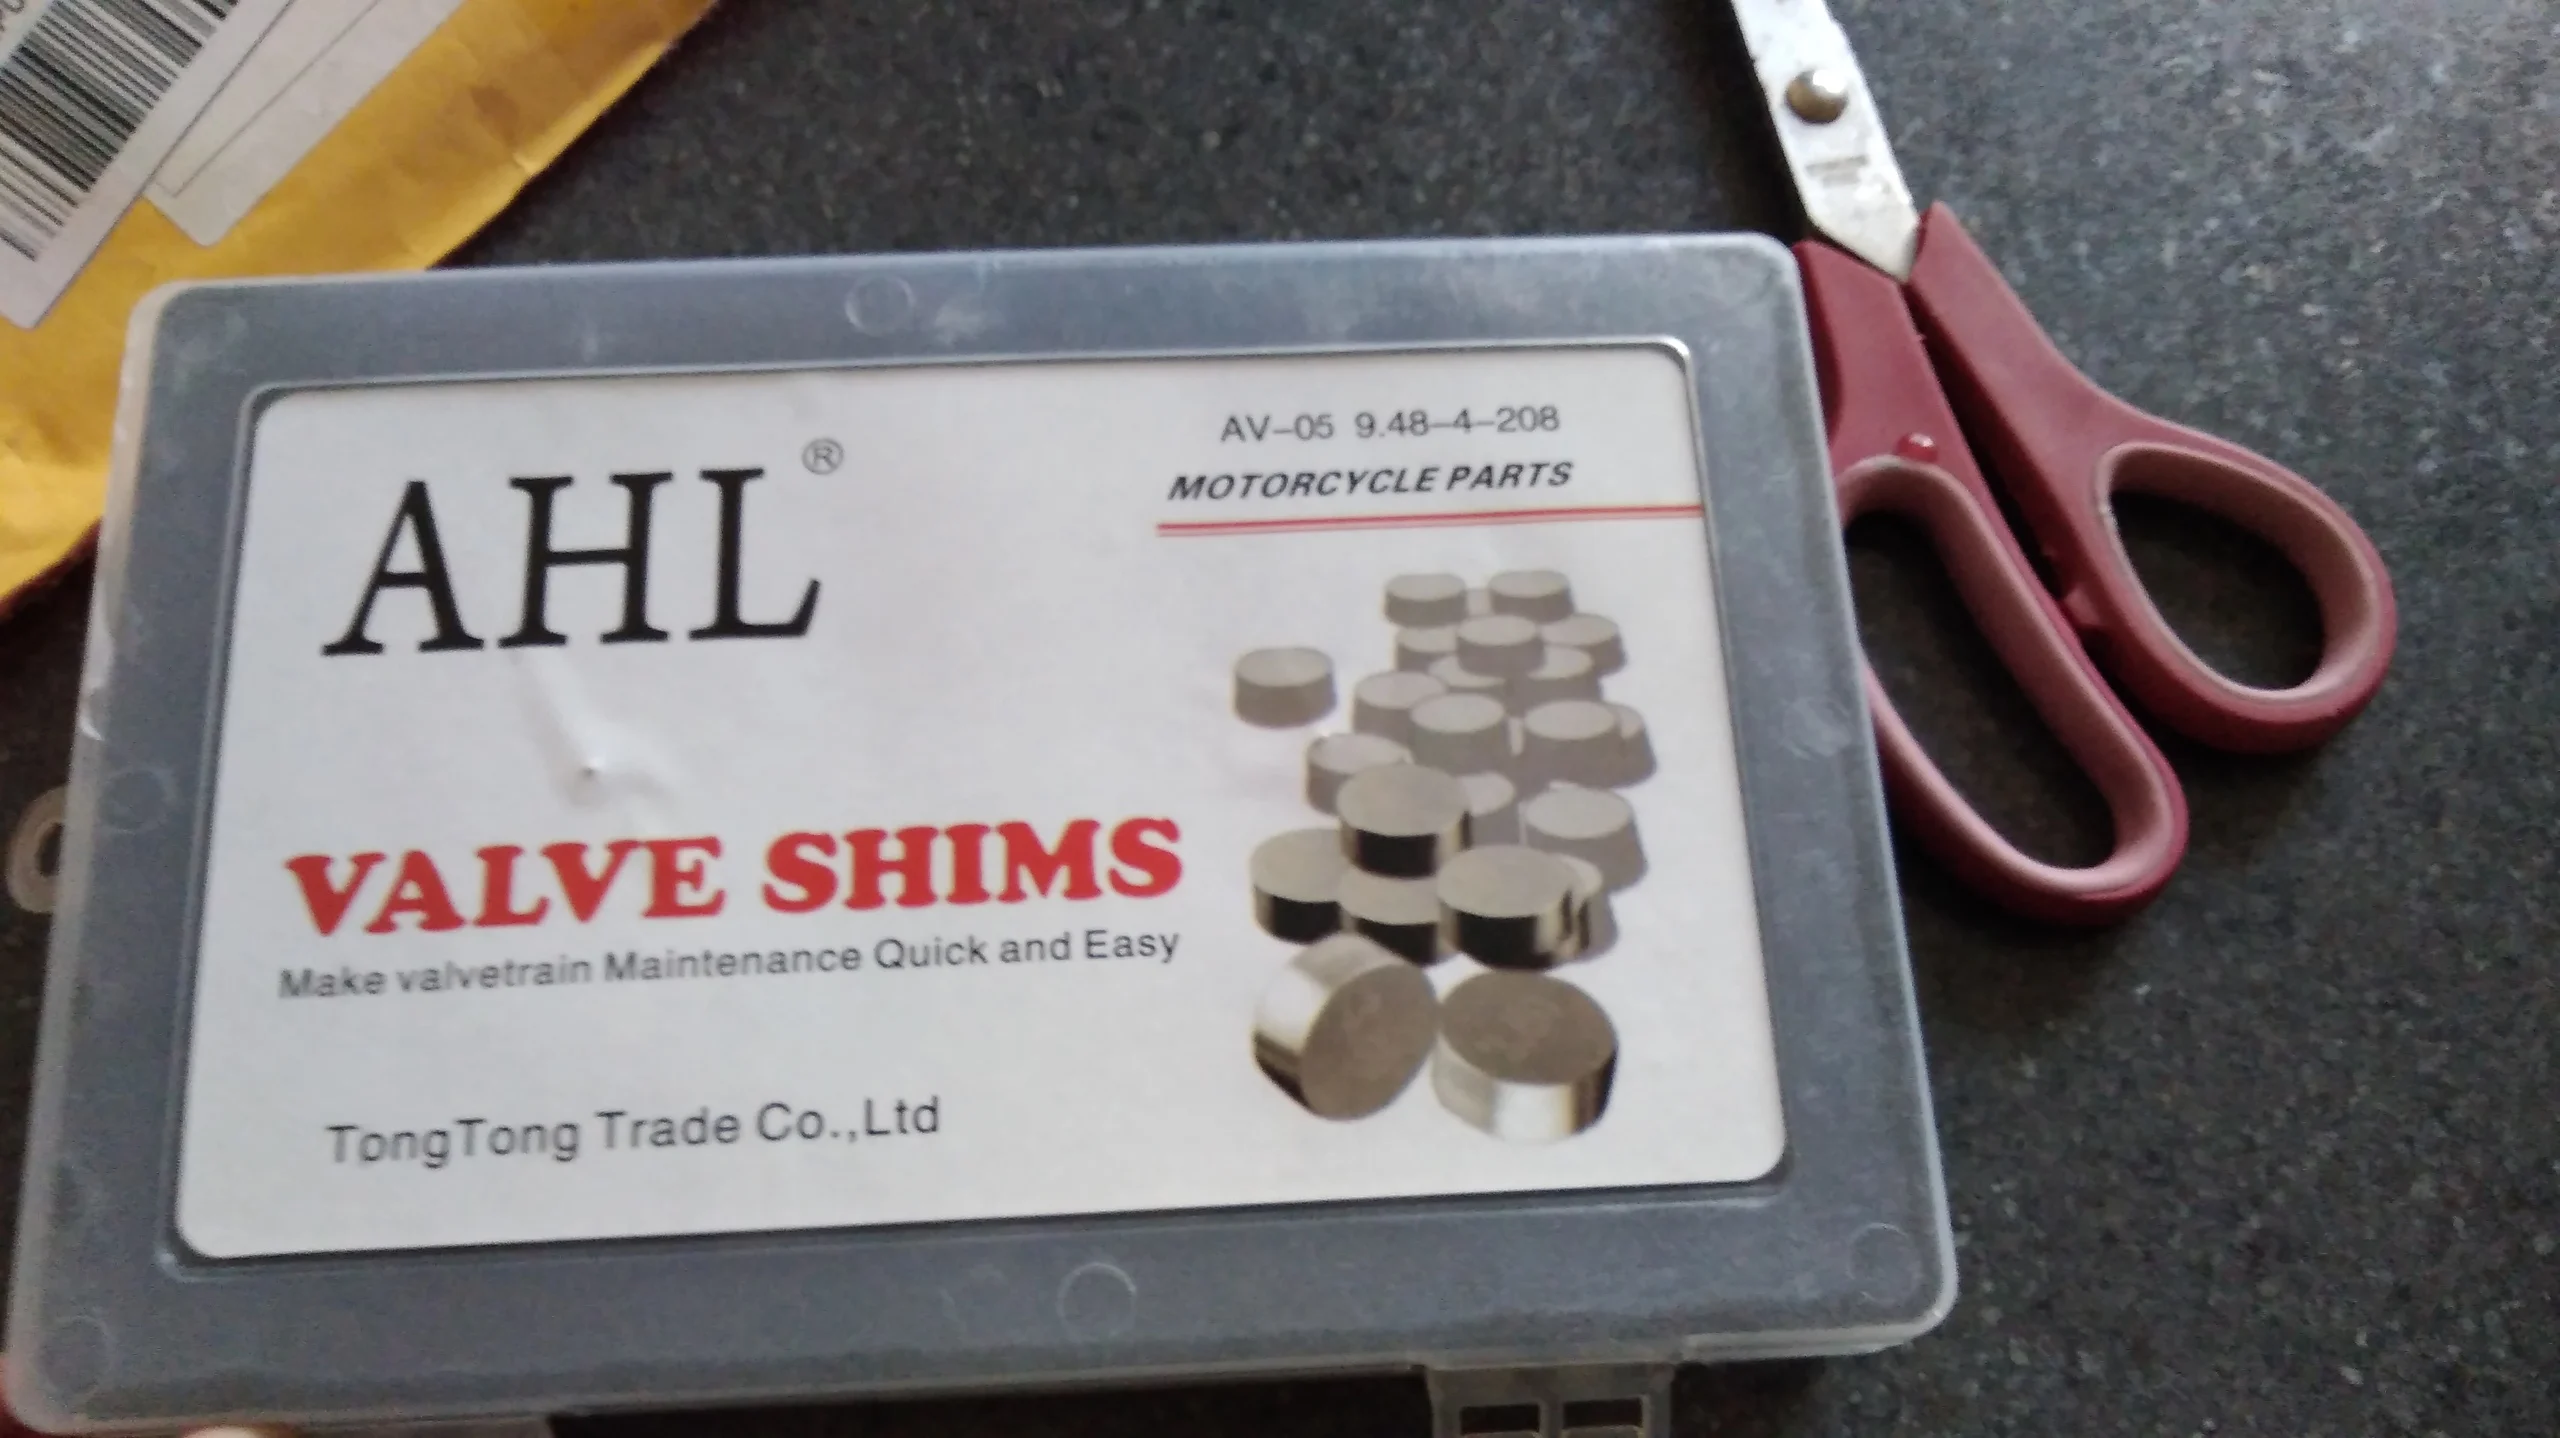 AHL®
AV-05 9.48-4-208
MOTORCYCLE PARTS
VALVE SHIMS
Make valvetrain Maintenance Quick and Easy
TongTong Trade Co.,Ltd